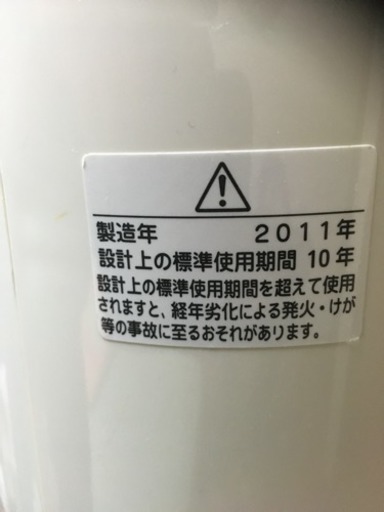 製造年 2011年
設計上の標準使用期間 10年
設計上の標準使用期間を超えて使用
されますと、経年劣化による発火・けが
等の事故に至るおそれがあります。